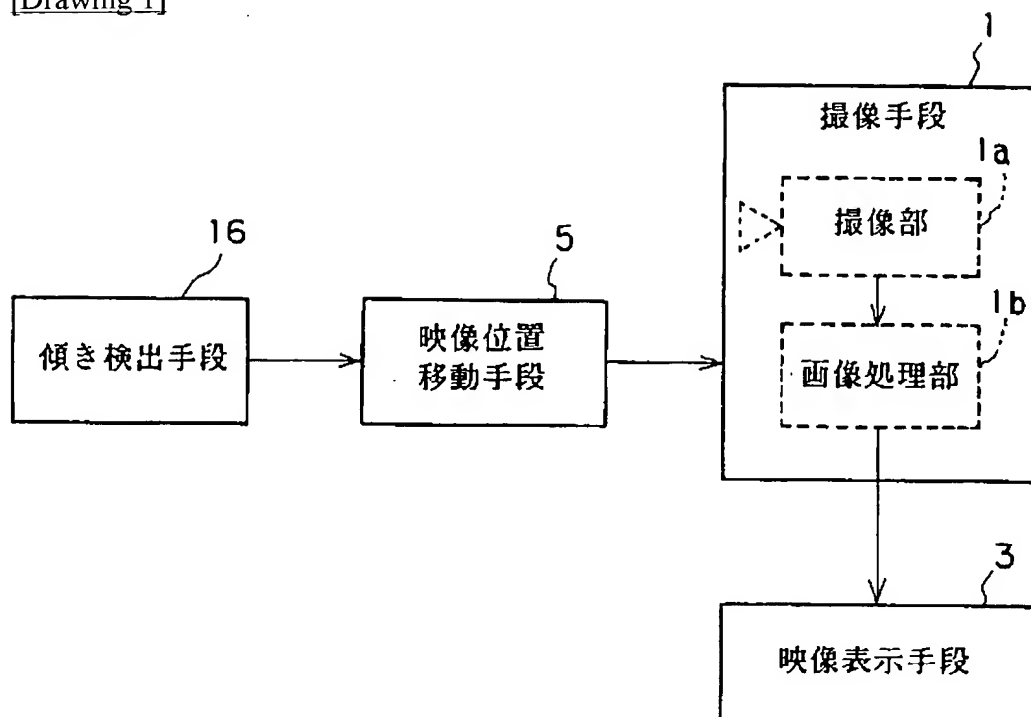 [Drawing 1]
1
撮像手段
1a
撮像部
16
5
1b
傾き検出手段
映像位置
移動手段
画像処理部
3
映像表示手段